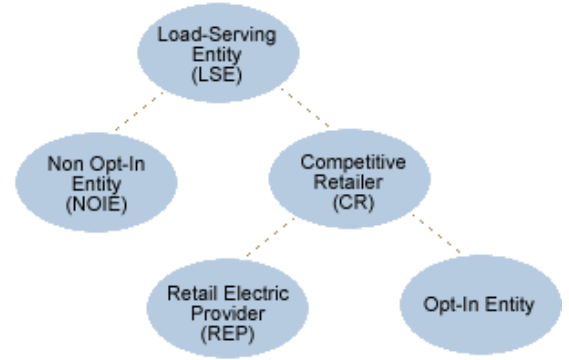 Load-Serving
Entity
(LSE)
Non Opt-In
Entity
(NOIE)
Competitive
Retailer
(CR)
Retail Electric
Provider
(REP)
Opt-In Entity